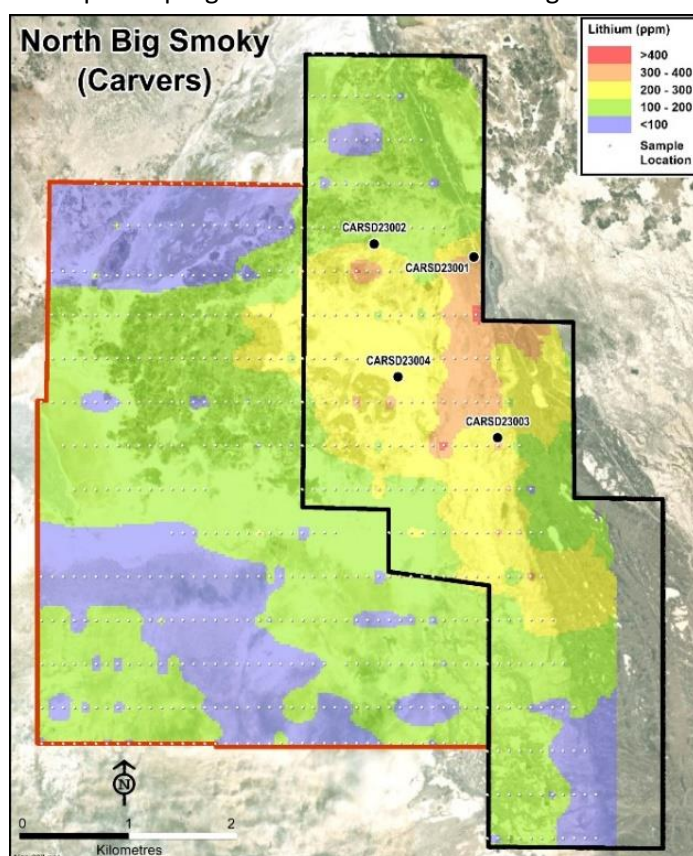 North Big Smoky
(Carvers)
Lithium (ppm)
>400
300 - 400
200 - 300
100 - 200
<100
Sample
Location
CARSD23002
CARSD23001
CARSD23004
CARSD23003
N
0 1 2
Kilometres